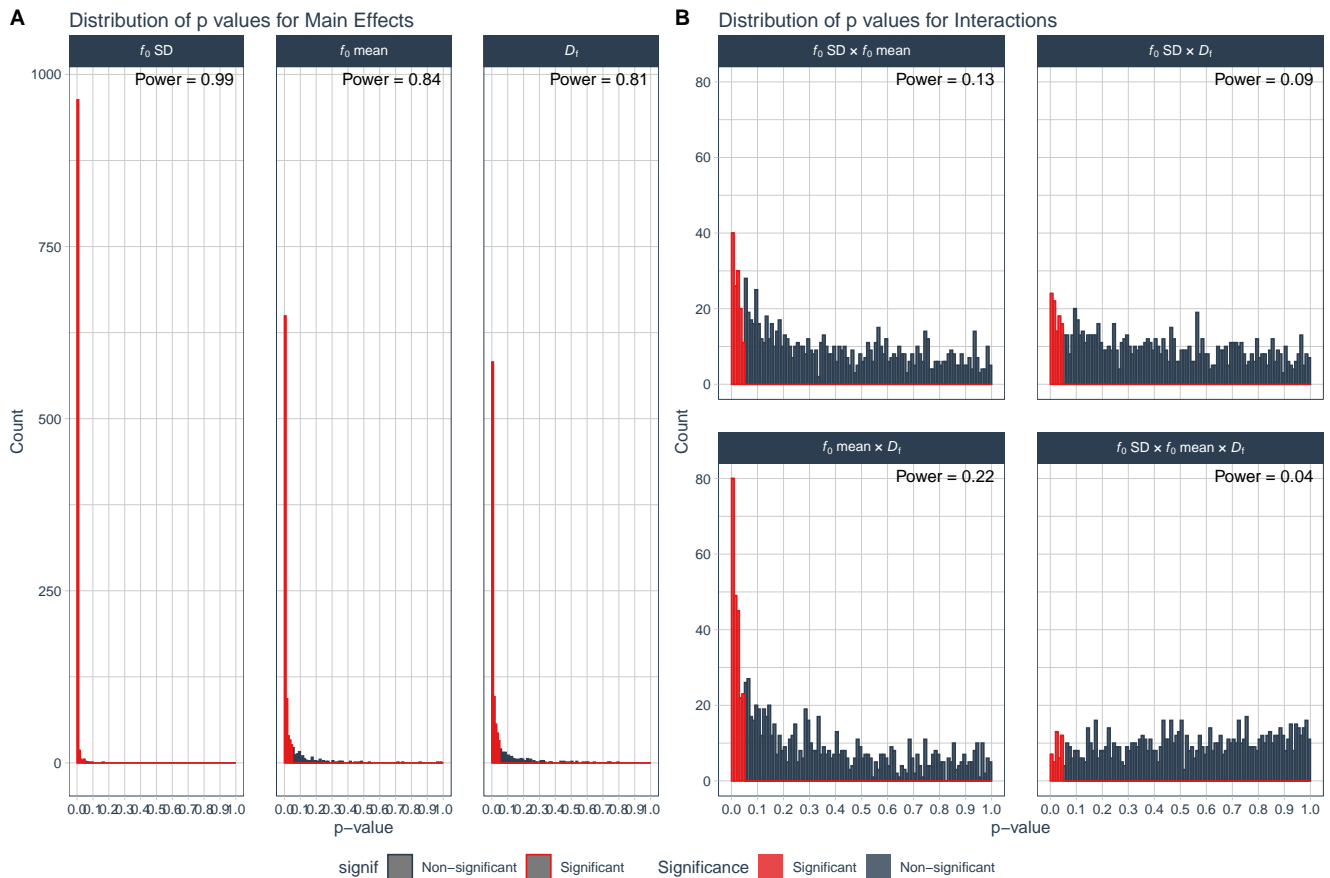 A
Distribution of p values for Main Effects
f₀ SD
f₀ mean
D_f
Power = 0.99
Power = 0.84
Power = 0.81
1000
750
500
250
0
Count
0.0 0.1 0.2 0.3 0.4 0.5 0.6 0.7 0.8 0.9 1.0
0.0 0.1 0.2 0.3 0.4 0.5 0.6 0.7 0.8 0.9 1.0
0.0 0.1 0.2 0.3 0.4 0.5 0.6 0.7 0.8 0.9 1.0
p−value
B
Distribution of p values for Interactions
f₀ SD × f₀ mean
f₀ SD × D_f
Power = 0.13
Power = 0.09
80
60
40
20
0
Count
f₀ mean × D_f
f₀ SD × f₀ mean × D_f
Power = 0.22
Power = 0.04
80
60
40
20
0
0.0 0.1 0.2 0.3 0.4 0.5 0.6 0.7 0.8 0.9 1.0
0.0 0.1 0.2 0.3 0.4 0.5 0.6 0.7 0.8 0.9 1.0
p−value
signif Non−significant Significant
Significance Significant Non−significant